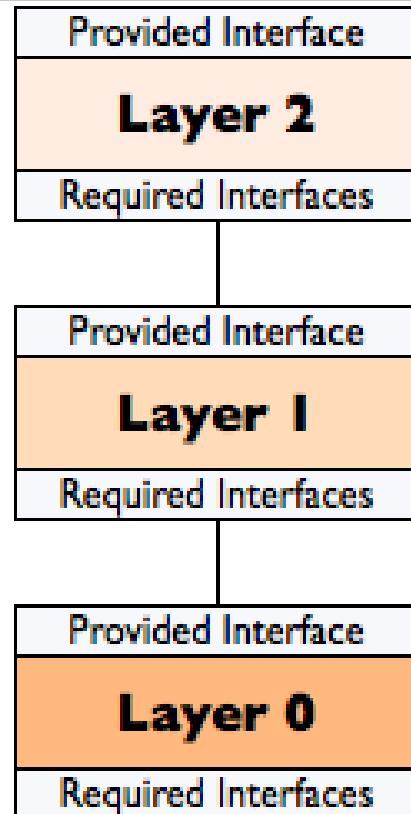 Provided Interface
Layer 2
Required Interfaces
Provided Interface
Layer 1
Required Interfaces
Provided Interface
Layer 0
Required Interfaces